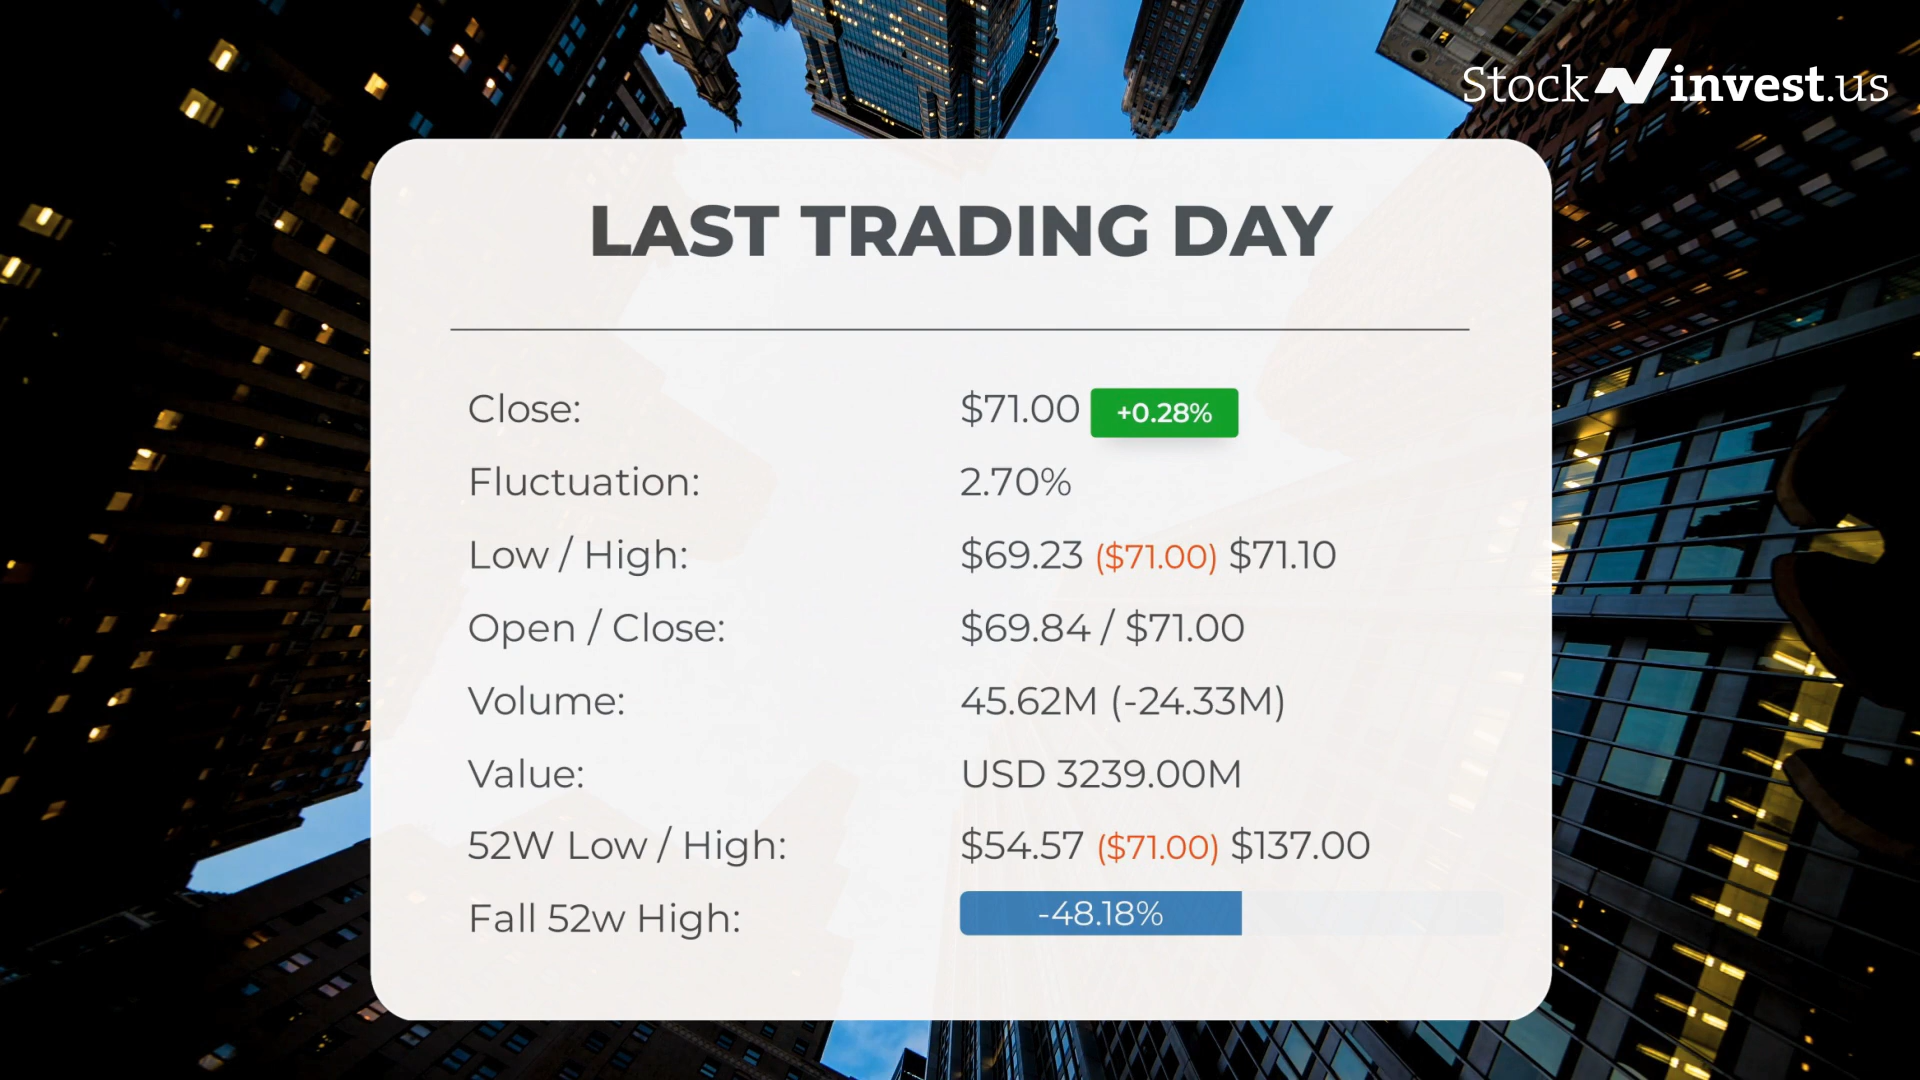 Stock invest.us
LAST TRADING DAY
Close: $71.00 +0.28%
Fluctuation: 2.70%
Low / High: $69.23 ($71.00) $71.10
Open / Close: $69.84 / $71.00
Volume: 45.62M (-24.33M)
Value: USD 3239.00M
52W Low / High: $54.57 ($71.00) $137.00
Fall 52w High: -48.18%